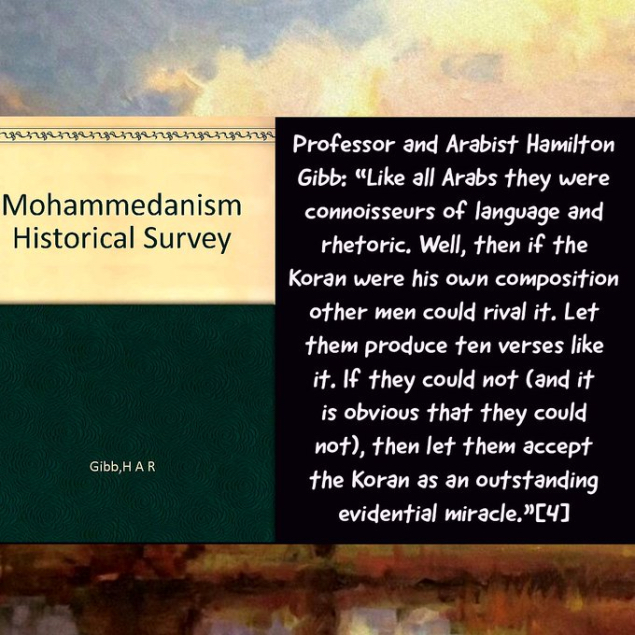 Mohammedanism
Historical Survey
Gibb,H A R
Professor and Arabist Hamilton
Gibb: “Like all Arabs they were
connoisseurs of language and
rhetoric. Well, then if the
Koran were his own composition
other men could rival it. Let
them produce ten verses like
it. If they could not (and it
is obvious that they could
not), then let them accept
the Koran as an outstanding
evidential miracle.”[4]